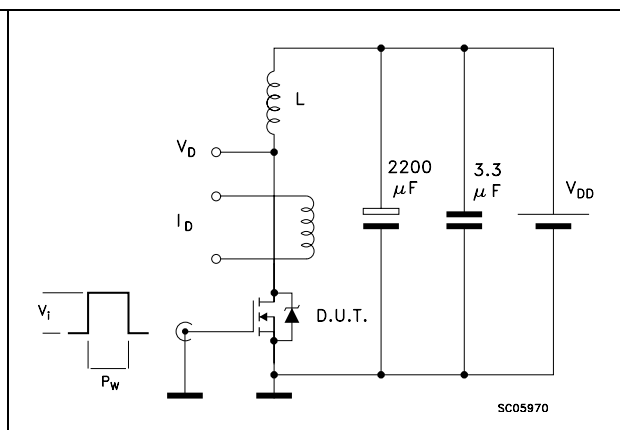 L
V_D
2200
μF
3.3
μF
V_DD
I_D
V_i
D.U.T.
P_W
SC05970